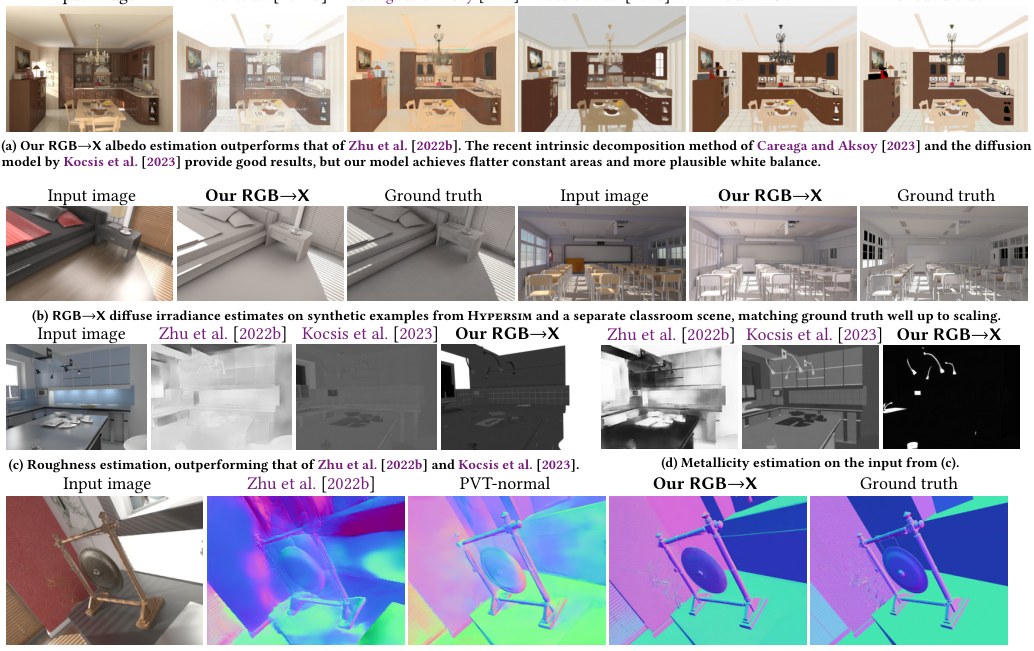 (a) Our RGB→X albedo estimation outperforms that of Zhu et al. [2022b]. The recent intrinsic decomposition method of Careaga and Aksoy [2023] and the diffusion
model by Kocsis et al. [2023] provide good results, but our model achieves flatter constant areas and more plausible white balance.
Input image Our RGB→X Ground truth Input image Our RGB→X Ground truth
(b) RGB→X diffuse irradiance estimates on synthetic examples from Hypersim and a separate classroom scene, matching ground truth well up to scaling.
Input image Zhu et al. [2022b] Kocsis et al. [2023] Our RGB→X Zhu et al. [2022b] Kocsis et al. [2023] Our RGB→X
(c) Roughness estimation, outperforming that of Zhu et al. [2022b] and Kocsis et al. [2023]. (d) Metallicity estimation on the input from (c).
Input image Zhu et al. [2022b] PVT-normal Our RGB→X Ground truth